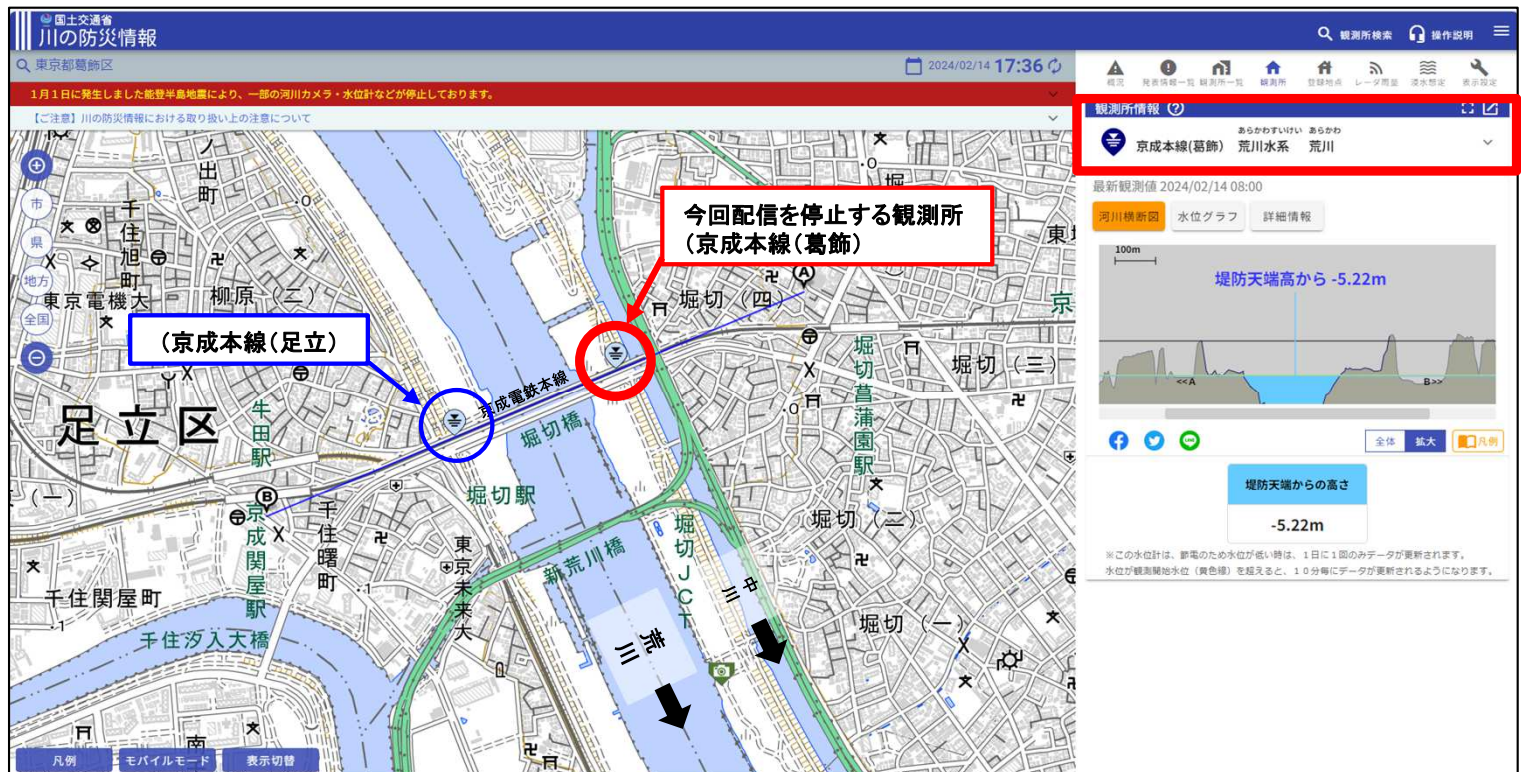 国土交通省
川の防災情報
観測所検索
操作説明
東京都葛飾区
2024/02/14 17:36
1月1日に発生しました能登半島地震により、一部の河川カメラ・水位計などが停止しております。
【ご注意】川の防災情報における取り扱い上の注意について
概況
発表情報一覧
観測所一覧
観測所
登録地点
レーダ雨量
浸水想定
表示設定
観測所情報
あらかわすいけい あらかわ
京成本線(葛飾) 荒川水系 荒川
最新観測値 2024/02/14 08:00
河川横断図
水位グラフ
詳細情報
100m
堤防天端高から -5.22m
<<A
B>>
全体
拡大
凡例
堤防天端からの高さ
-5.22m
※この水位計は、節電のため水位が低い時は、1日に1回のみデータが更新されます。
水位が観測開始水位(黄色線)を超えると、10分毎にデータが更新されるようになります。
市
県
地方
全国
今回配信を停止する観測所
(京成本線(葛飾)
(京成本線(足立)
ノ出町
千住旭町
東京電機大
柳原(二)
堀
東
京
堀切(四)
堀切(三)
足立区
牛田駅
京成電鉄本線
堀切橋
堀切菖蒲園駅
(一)
B
A
京成関屋駅
千住曙町
堀切駅
東京未来大
新荒川橋
堀切JCT
堀切(二)
千住関屋町
千住汐入大橋
荒川
中川
堀切(一)
南
凡例
モバイルモード
表示切替